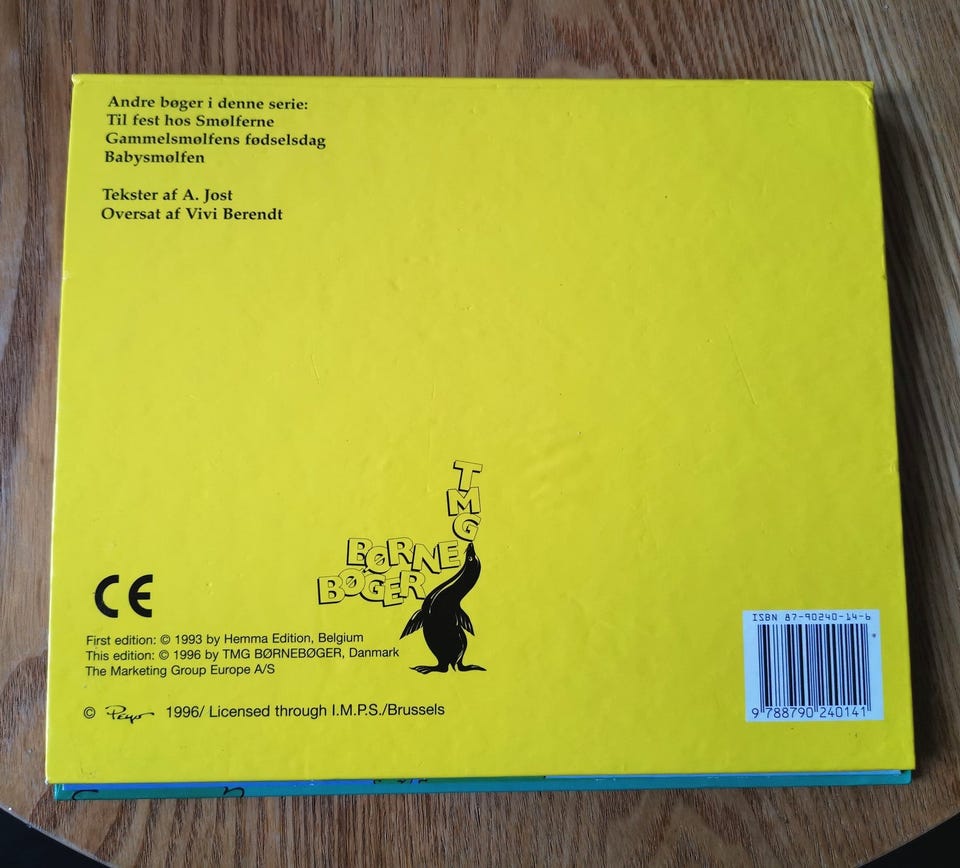 Andre bøger i denne serie:
Til fest hos Smølferne
Gammelsmølfens fødselsdag
Babysmølfen
Tekster af A. Jost
Oversat af Vivi Berendt
TMG
BØRNE
BØGER
CE
First edition: © 1993 by Hemma Edition, Belgium
This edition: © 1996 by TMG BØRNEBØGER, Danmark
The Marketing Group Europe A/S
© Peyo 1996/ Licensed through I.M.P.S./Brussels
ISBN 87-90240-14-6
9 788790 240141